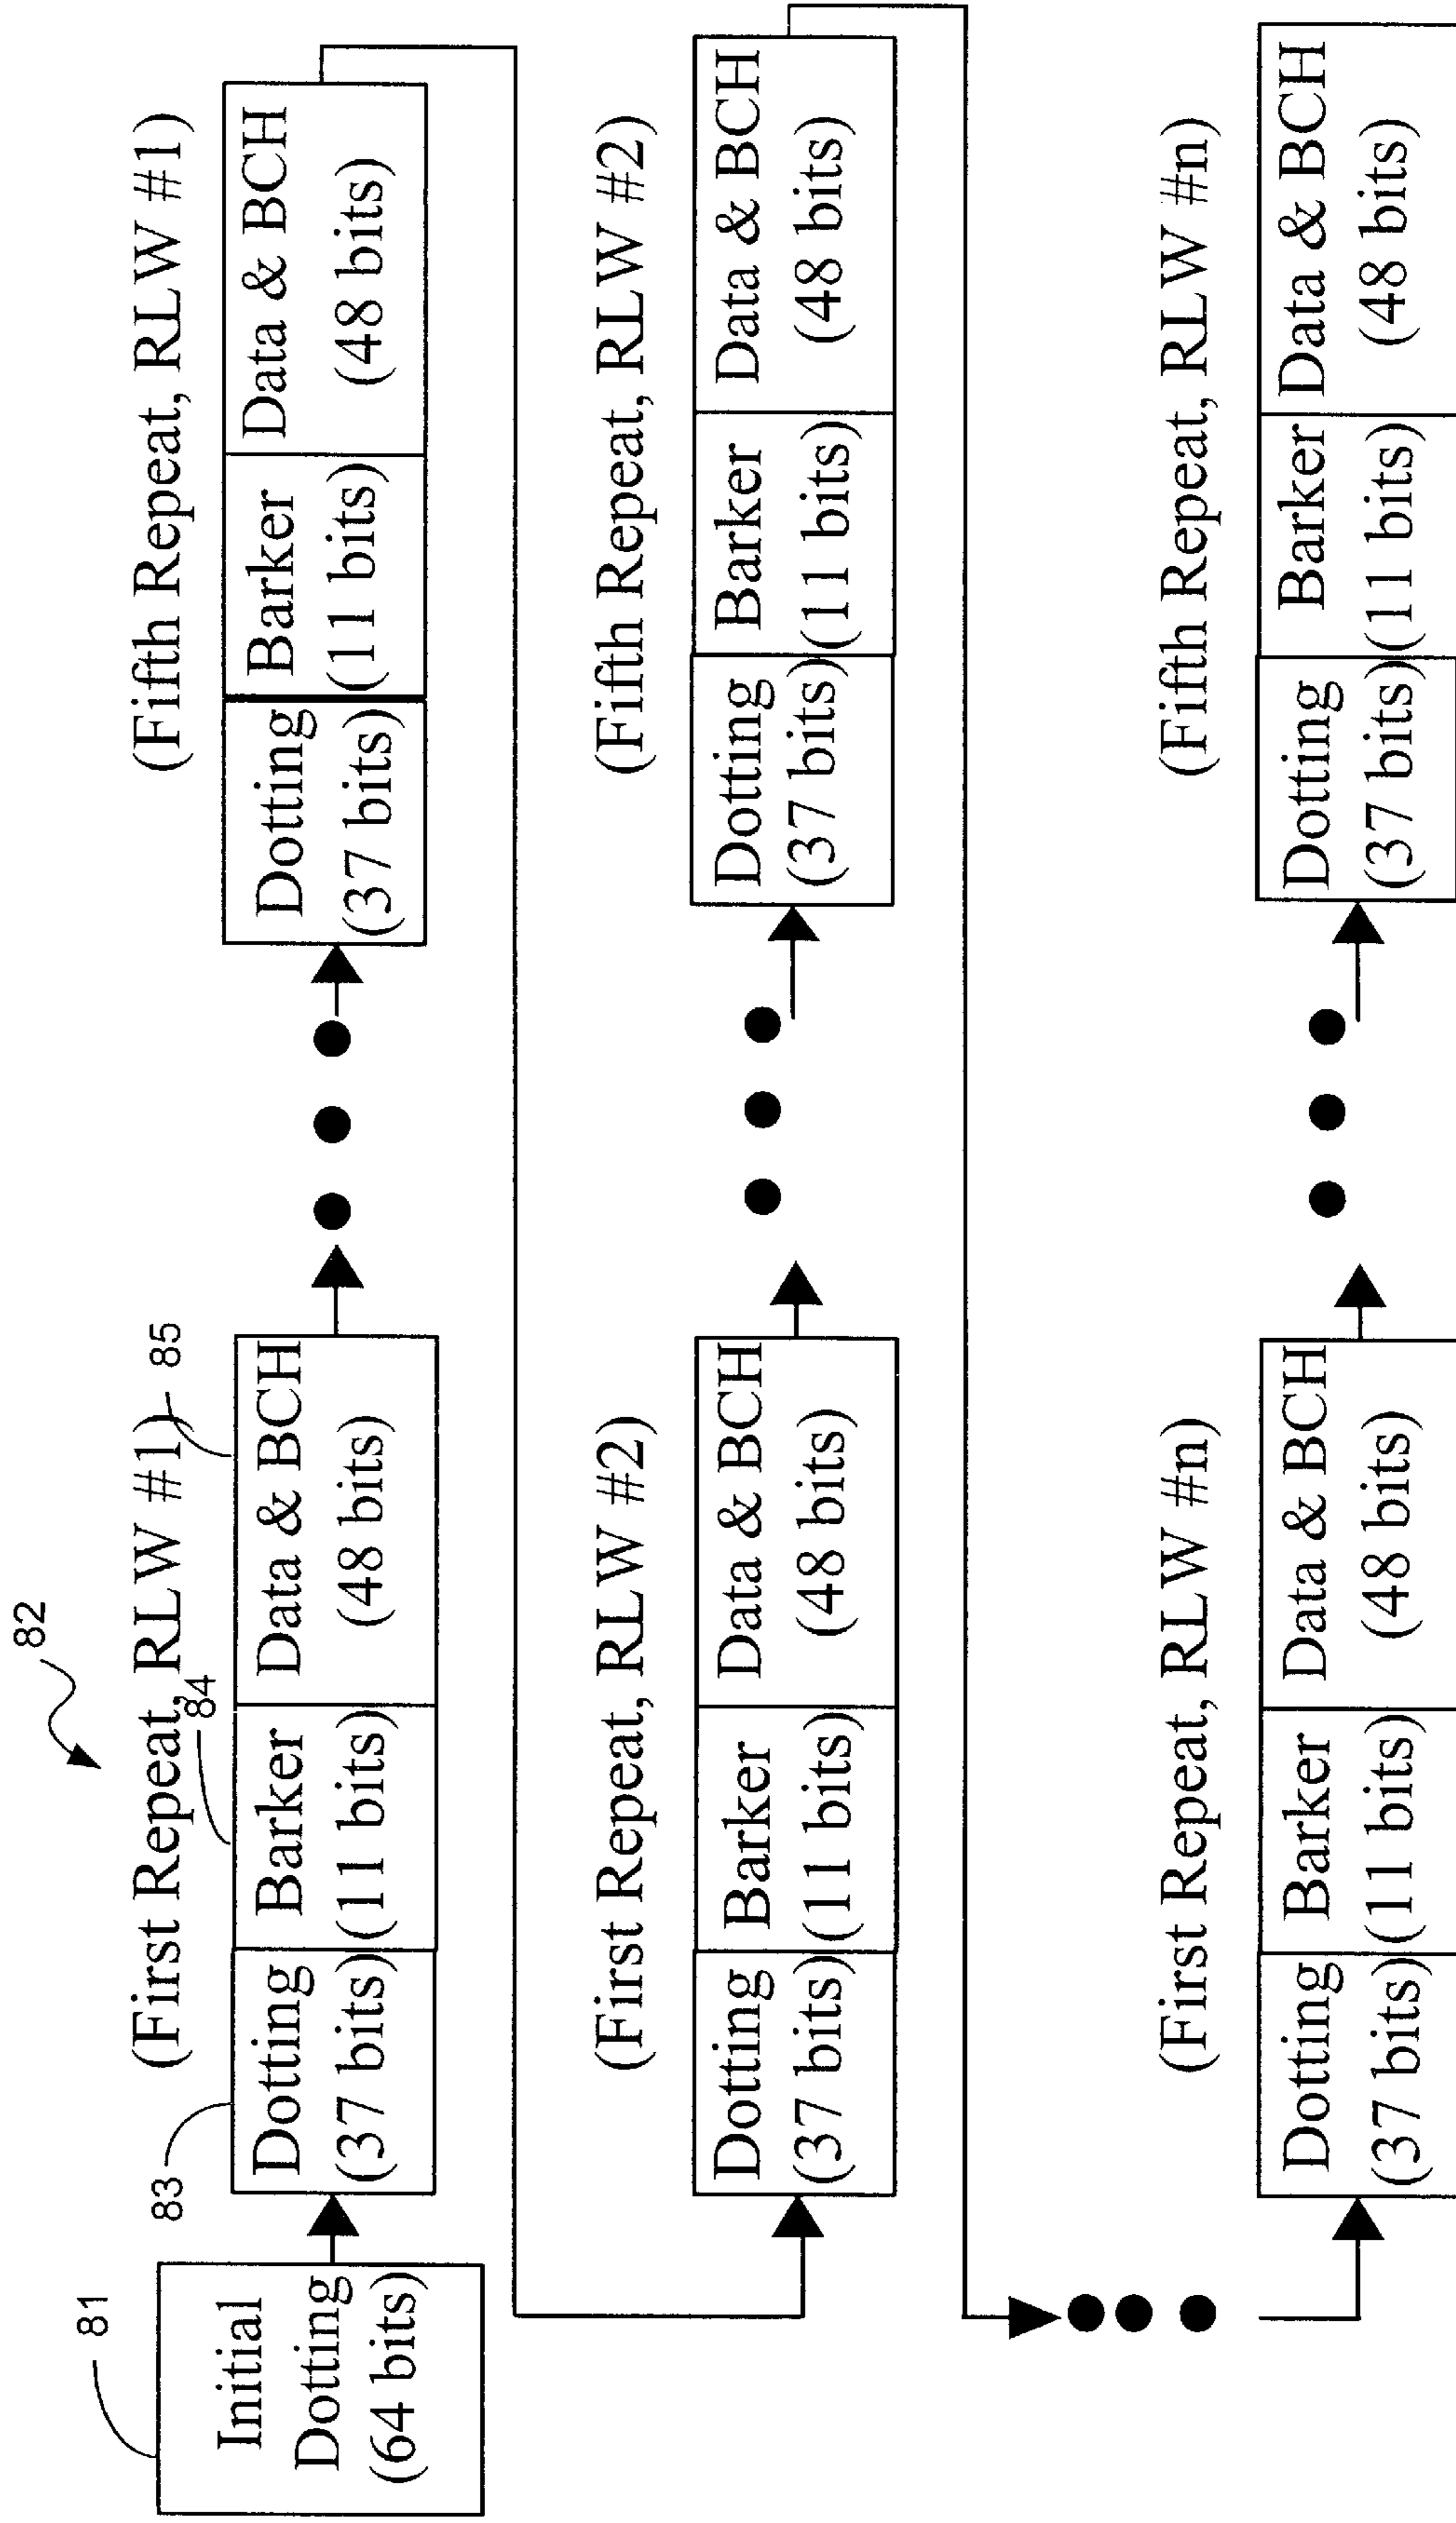 82
81
Initial
Dotting
(64 bits)
(First Repeat, RLW #1)
83
84
85
Dotting
(37 bits)
Barker
(11 bits)
Data & BCH
(48 bits)
(Fifth Repeat, RLW #1)
Dotting
(37 bits)
Barker
(11 bits)
Data & BCH
(48 bits)
(First Repeat, RLW #2)
Dotting
(37 bits)
Barker
(11 bits)
Data & BCH
(48 bits)
(Fifth Repeat, RLW #2)
Dotting
(37 bits)
Barker
(11 bits)
Data & BCH
(48 bits)
(First Repeat, RLW #n)
Dotting
(37 bits)
Barker
(11 bits)
Data & BCH
(48 bits)
(Fifth Repeat, RLW #n)
Dotting
(37 bits)
Barker
(11 bits)
Data & BCH
(48 bits)